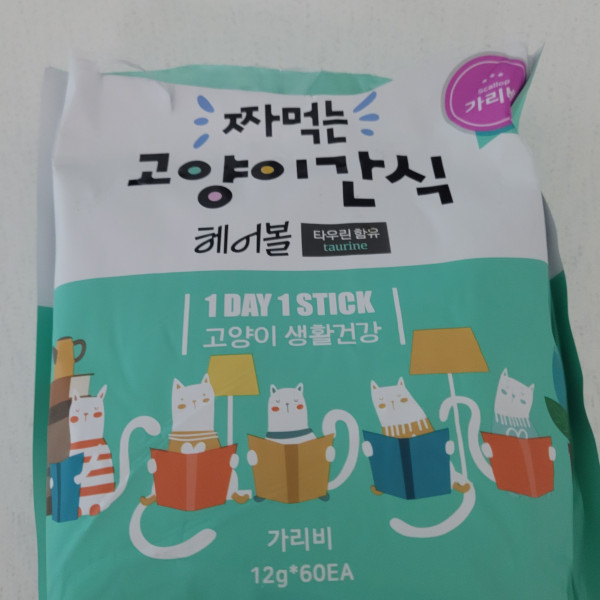 scallop
짜먹는
고양이간식
헤어볼
타우린 함유
taurine
1 DAY 1 STICK
고양이 생활건강
가리비
12g*60EA